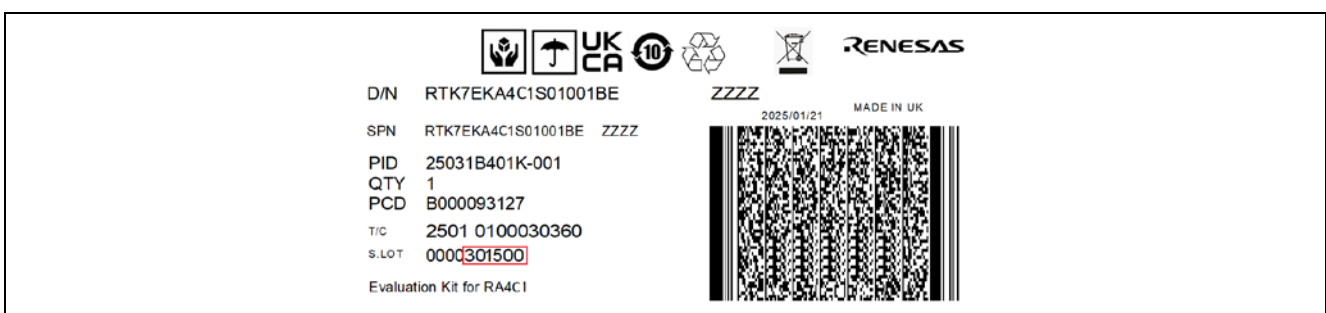 UK
CA
10
RENESAS
D/N RTK7EKA4C1S01001BE ZZZZ
2025/01/21 MADE IN UK
SPN RTK7EKA4C1S01001BE ZZZZ
PID 25031B401K-001
QTY 1
PCD B000093127
T/C 2501 0100030360
S.LOT 0000301500
Evaluation Kit for RA4C1